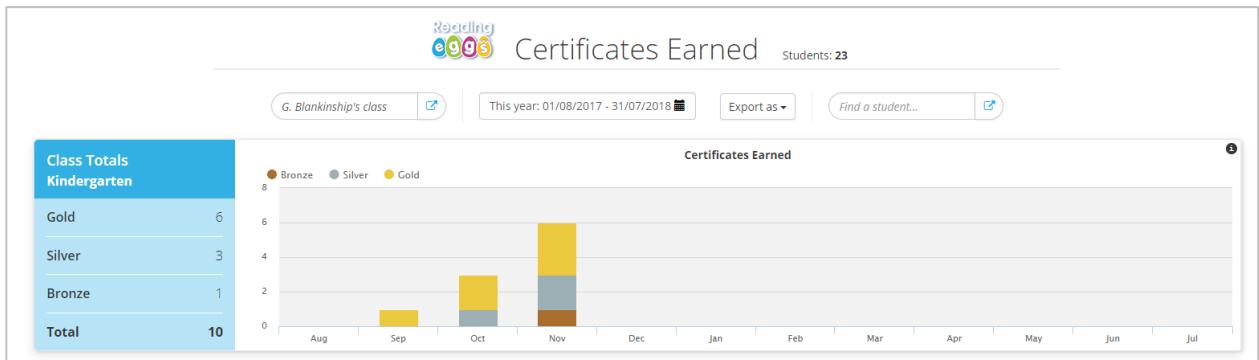 Reading
eggs
Certificates Earned Students: 23
G. Blankinship's class
This year: 01/08/2017 - 31/07/2018
Export as
Find a student...
Class Totals
Kindergarten
Gold 6
Silver 3
Bronze 1
Total 10
Certificates Earned
Bronze Silver Gold
8
6
4
2
0
Aug Sep Oct Nov Dec Jan Feb Mar Apr May Jun Jul